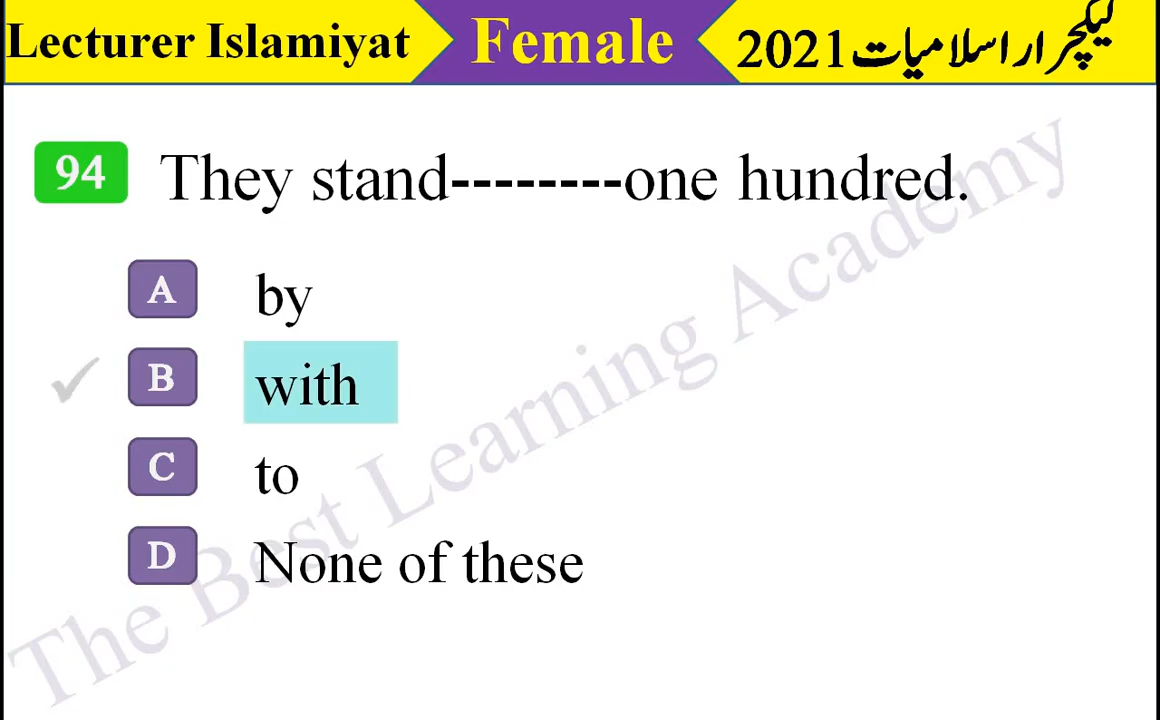 Lecturer Islamiyat
Female
لیکچرار اسلامیات 2021
94 They stand--------one hundred.
A by
B with
C to
D None of these
The Best Learning Academy